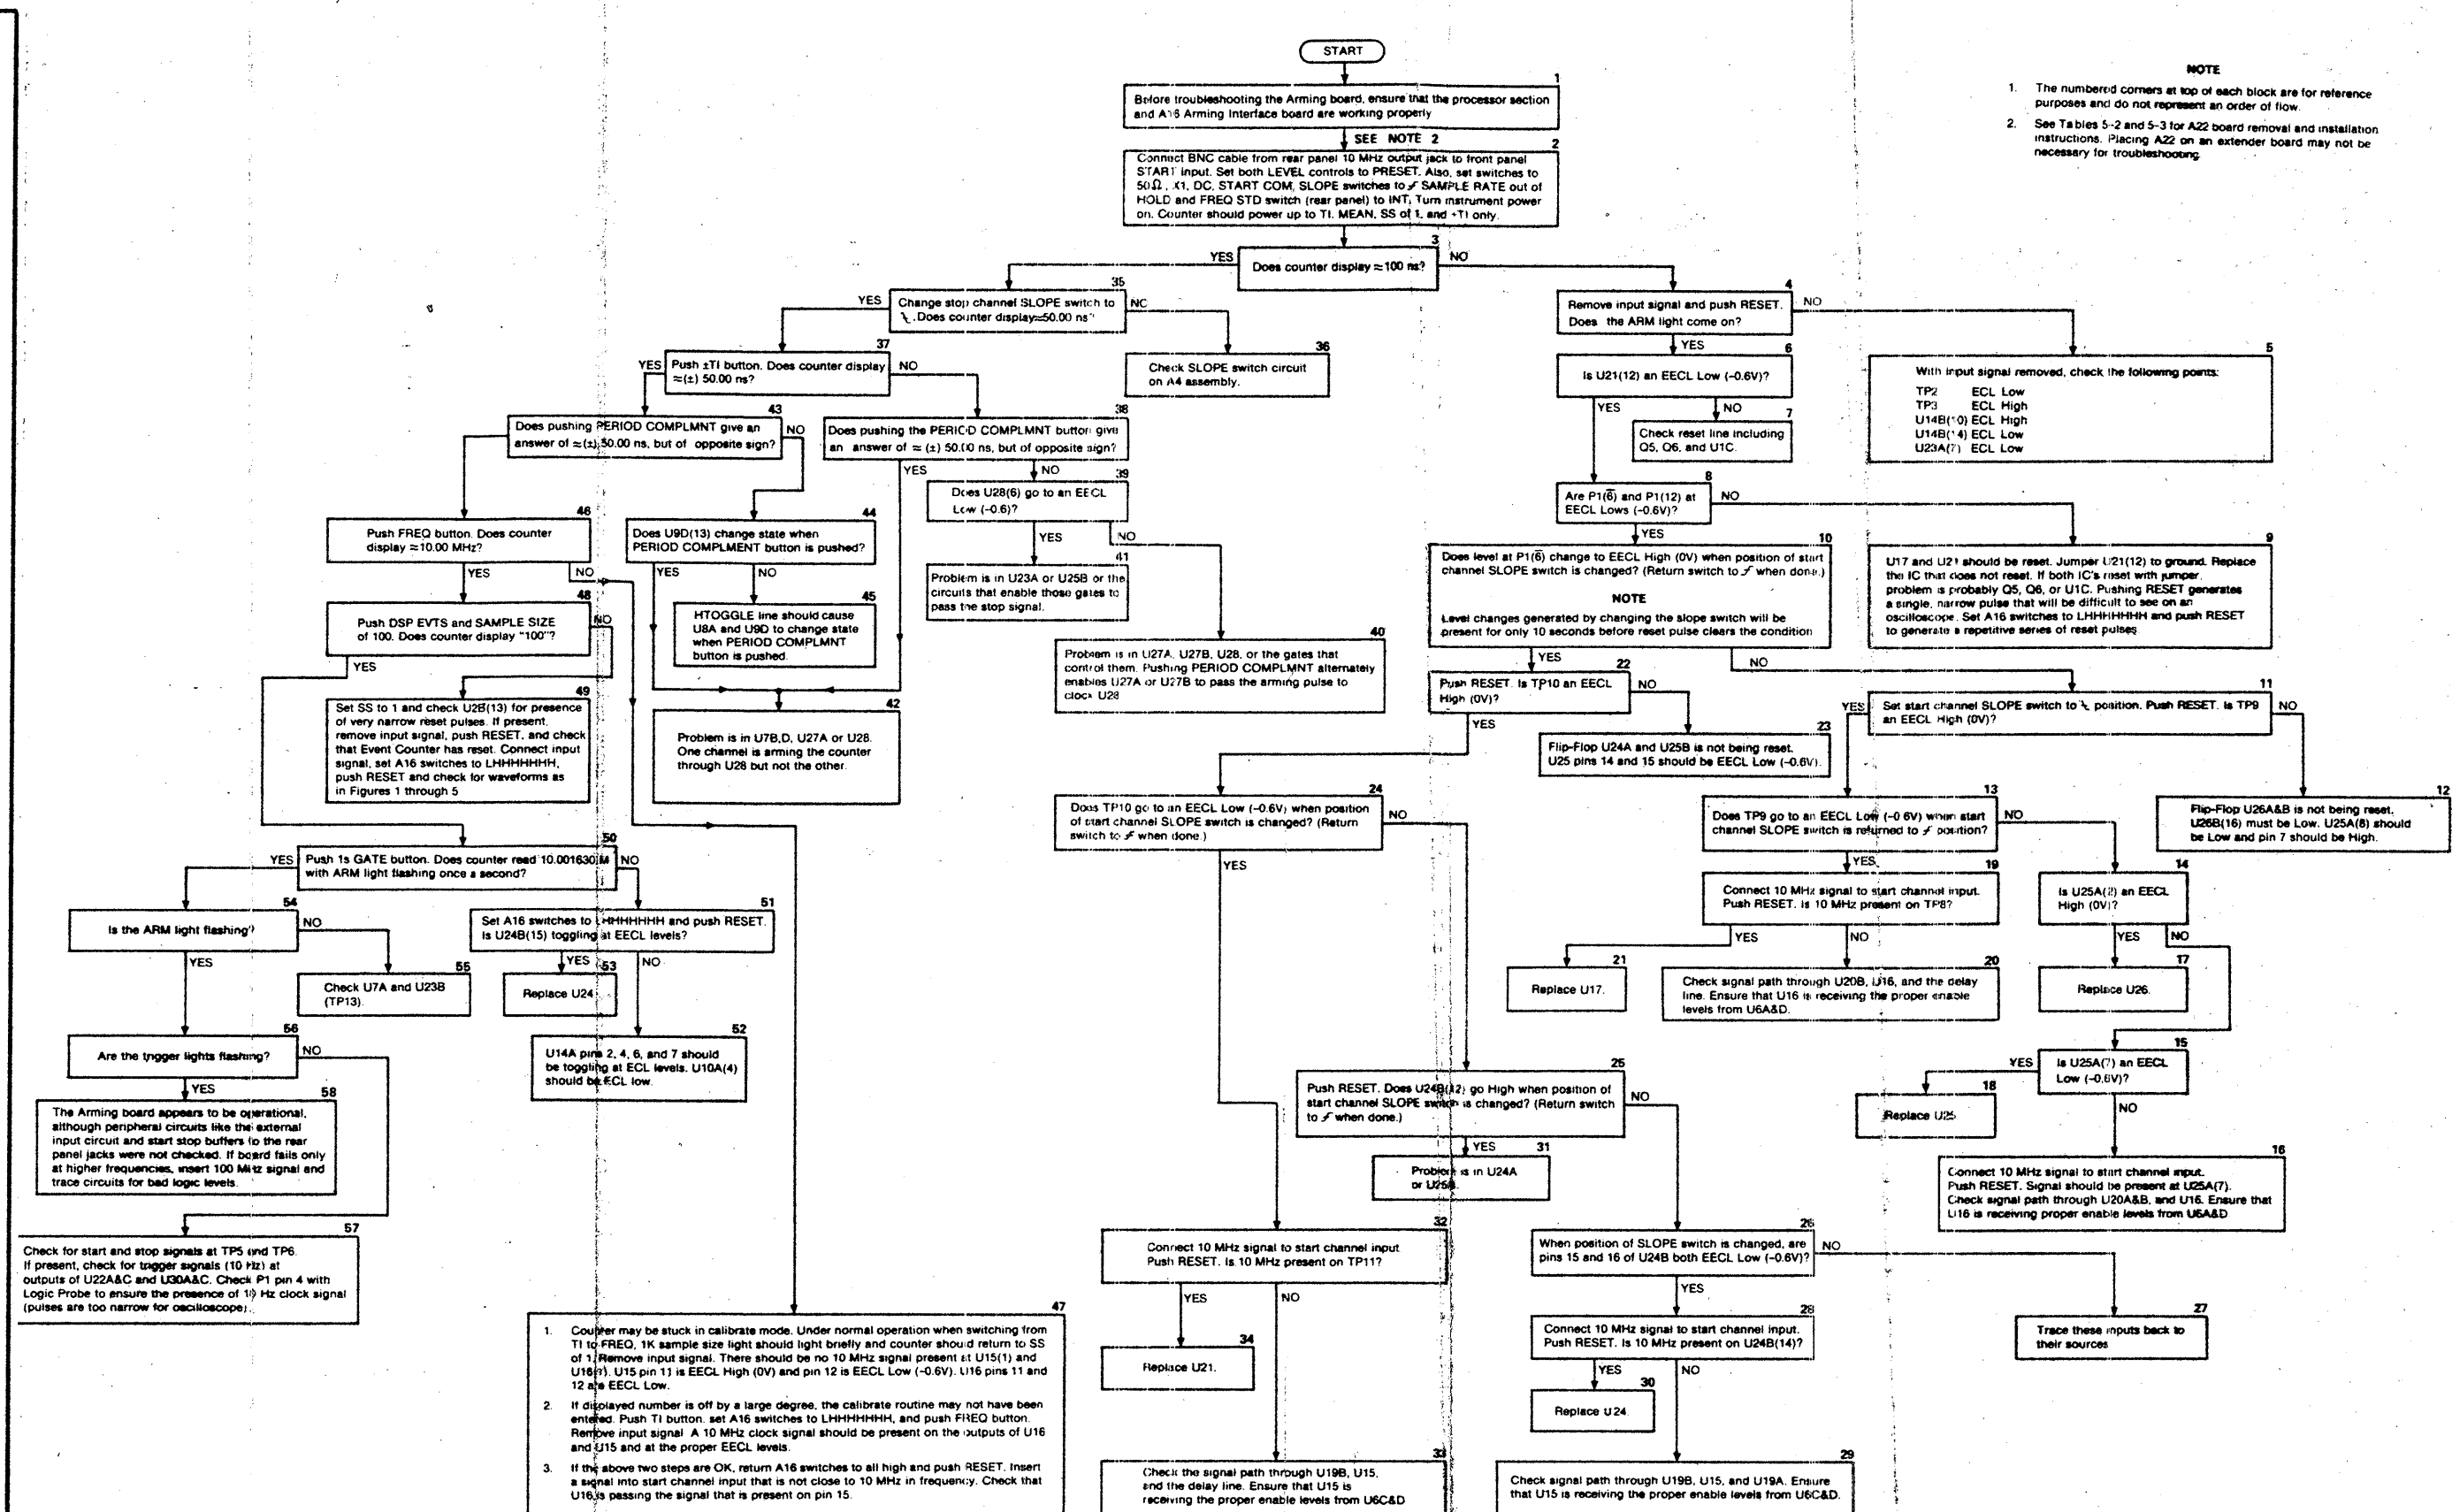 START
NOTE
1. The numbered corners at top of each block are for reference
purposes and do not represent an order of flow.
2. See Tables 5-2 and 5-3 for A22 board removal and installation
instructions. Placing A22 on an extender board may not be
necessary for troubleshooting.
1
Before troubleshooting the Arming board, ensure that the processor section
and A16 Arming Interface board are working properly
SEE NOTE 2
2
Connect BNC cable from rear panel 10 MHz output jack to front panel
START input. Set both LEVEL controls to PRESET. Also, set switches to
50Ω, X1, DC, START COM, SLOPE switches to ⨍ SAMPLE RATE out of
HOLD and FREQ STD switch (rear panel) to INT, Turn instrument power
on. Counter should power up to TI, MEAN, SS of 1, and +TI only.
3
YES
Does counter display ≈100 ns?
NO
35
YES
Change stop channel SLOPE switch to
. Does counter display≈50.00 ns"
NO
4
Remove input signal and push RESET.
Does the ARM light come on?
NO
YES
37
YES
Push ±TI button. Does counter display
≈(±) 50.00 ns?
NO
36
Check SLOPE switch circuit
on A4 assembly.
6
Is U21(12) an EECL Low (-0.6V)?
YES
NO
5
With input signal removed, check the following points:
TP2 ECL Low
TP3 ECL High
U14B(10) ECL High
U14B(14) ECL Low
U23A(7) ECL Low
7
Check reset line including
Q5, Q6, and U1C.
43
Does pushing PERIOD COMPLMNT give an
answer of ≈(±) 50.00 ns, but of opposite sign?
NO
38
Does pushing the PERIOD COMPLMNT button give
an answer of ≈ (±) 50.00 ns, but of opposite sign?
YES
NO
39
Does U28(6) go to an EECL
Low (-0.6)?
YES
NO
8
Are P1(6̅) and P1(12) at
EECL Lows (-0.6V)?
NO
YES
46
Push FREQ button. Does counter
display ≈10.00 MHz?
YES
NO
44
Does U9D(13) change state when
PERIOD COMPLMENT button is pushed?
YES
NO
41
Problem is in U23A or U25B or the
circuits that enable those gates to
pass the stop signal.
10
Does level at P1(6̅) change to EECL High (0V) when position of start
channel SLOPE switch is changed? (Return switch to ⨍ when done.)
NOTE
Level changes generated by changing the slope switch will be
present for only 10 seconds before reset pulse clears the condition
YES
NO
9
U17 and U21 should be reset. Jumper U21(12) to ground. Replace
the IC that does not reset. If both IC's reset with jumper,
problem is probably Q5, Q6, or U1C. Pushing RESET generates
a single, narrow pulse that will be difficult to see on an
oscilloscope. Set A16 switches to LHHHHHHH and push RESET
to generate a repetitive series of reset pulses.
48
Push DSP EVTS and SAMPLE SIZE
of 100. Does counter display "100"?
NO
YES
45
HTOGGLE line should cause
U8A and U9D to change state
when PERIOD COMPLMNT
button is pushed.
40
Problem is in U27A, U27B, U28, or the gates that
control them. Pushing PERIOD COMPLMNT alternately
enables U27A or U27B to pass the arming pulse to
clock U28
22
Push RESET. Is TP10 an EECL
High (0V)?
NO
YES
11
YES
Set start channel SLOPE switch to position. Push RESET. Is TP9
an EECL High (0V)?
NO
49
Set SS to 1 and check U2B(13) for presence
of very narrow reset pulses. If present,
remove input signal, push RESET, and check
that Event Counter has reset. Connect input
signal, set A16 switches to LHHHHHHH,
push RESET and check for waveforms as
in Figures 1 through 5
42
Problem is in U7B,D, U27A or U28.
One channel is arming the counter
through U28 but not the other.
23
Flip-Flop U24A and U25B is not being reset.
U25 pins 14 and 15 should be EECL Low (-0.6V).
24
Does TP10 go to an EECL Low (-0.6V) when position
of start channel SLOPE switch is changed? (Return
switch to ⨍ when done.)
NO
YES
13
Does TP9 go to an EECL Low (-0.6V) when start
channel SLOPE switch is returned to ⨍ position?
NO
YES
12
Flip-Flop U26A&B is not being reset.
U26B(16) must be Low. U25A(8) should
be Low and pin 7 should be High.
50
YES
Push 1s GATE button. Does counter read 10.001630 M
with ARM light flashing once a second?
NO
19
Connect 10 MHz signal to start channel input.
Push RESET. Is 10 MHz present on TP8?
YES
NO
14
Is U25A(2) an EECL
High (0V)?
YES
NO
54
Is the ARM light flashing?
NO
YES
51
Set A16 switches to LHHHHHHH and push RESET.
Is U24B(15) toggling at EECL levels?
YES
NO
55
Check U7A and U23B
(TP13).
53
Replace U24
21
Replace U17.
20
Check signal path through U20B, U16, and the delay
line. Ensure that U16 is receiving the proper enable
levels from U6A&D.
17
Replace U26.
56
Are the trigger lights flashing?
NO
YES
52
U14A pins 2, 4, 6, and 7 should
be toggling at ECL levels. U10A(4)
should be ECL low.
25
Push RESET. Does U24B(12) go High when position of
start channel SLOPE switch is changed? (Return switch
to ⨍ when done.)
NO
YES
15
YES
Is U25A(7) an EECL
Low (-0.6V)?
NO
18
Replace U25
58
The Arming board appears to be operational,
although peripheral circuits like the external
input circuit and start stop buffers to the rear
panel jacks were not checked. If board fails only
at higher frequencies, insert 100 MHz signal and
trace circuits for bad logic levels.
31
Problem is in U24A
or U25B.
16
Connect 10 MHz signal to start channel input.
Push RESET. Signal should be present at U25A(7).
Check signal path through U20A&B, and U16. Ensure that
U16 is receiving proper enable levels from U6A&D
57
Check for start and stop signals at TP5 and TP6.
If present, check for trigger signals (10 Hz) at
outputs of U22A&C and U30A&C. Check P1 pin 4 with
Logic Probe to ensure the presence of 10 Hz clock signal
(pulses are too narrow for oscilloscope).
32
Connect 10 MHz signal to start channel input
Push RESET. Is 10 MHz present on TP11?
YES
NO
26
When position of SLOPE switch is changed, are
pins 15 and 16 of U24B both EECL Low (-0.6V)?
NO
YES
47
1. Counter may be stuck in calibrate mode. Under normal operation when switching from
TI to FREQ, 1K sample size light should light briefly and counter should return to SS
of 1. Remove input signal. There should be no 10 MHz signal present at U15(1) and
U16(1). U15 pin 11 is EECL High (0V) and pin 12 is EECL Low (-0.6V). U16 pins 11 and
12 are EECL Low.
2. If displayed number is off by a large degree, the calibrate routine may not have been
entered. Push TI button, set A16 switches to LHHHHHHH, and push FREQ button.
Remove input signal A 10 MHz clock signal should be present on the outputs of U16
and U15 and at the proper EECL levels.
3. If the above two steps are OK, return A16 switches to all high and push RESET. Insert
a signal into start channel input that is not close to 10 MHz in frequency. Check that
U16 is passing the signal that is present on pin 15.
34
Replace U21.
28
Connect 10 MHz signal to start channel input.
Push RESET. Is 10 MHz present on U24B(14)?
YES
NO
27
Trace these inputs back to
their sources
30
Replace U24.
33
Check the signal path through U19B, U15,
and the delay line. Ensure that U15 is
receiving the proper enable levels from U6C&D
29
Check signal path through U19B, U15, and U19A. Ensure
that U15 is receiving the proper enable levels from U6C&D.